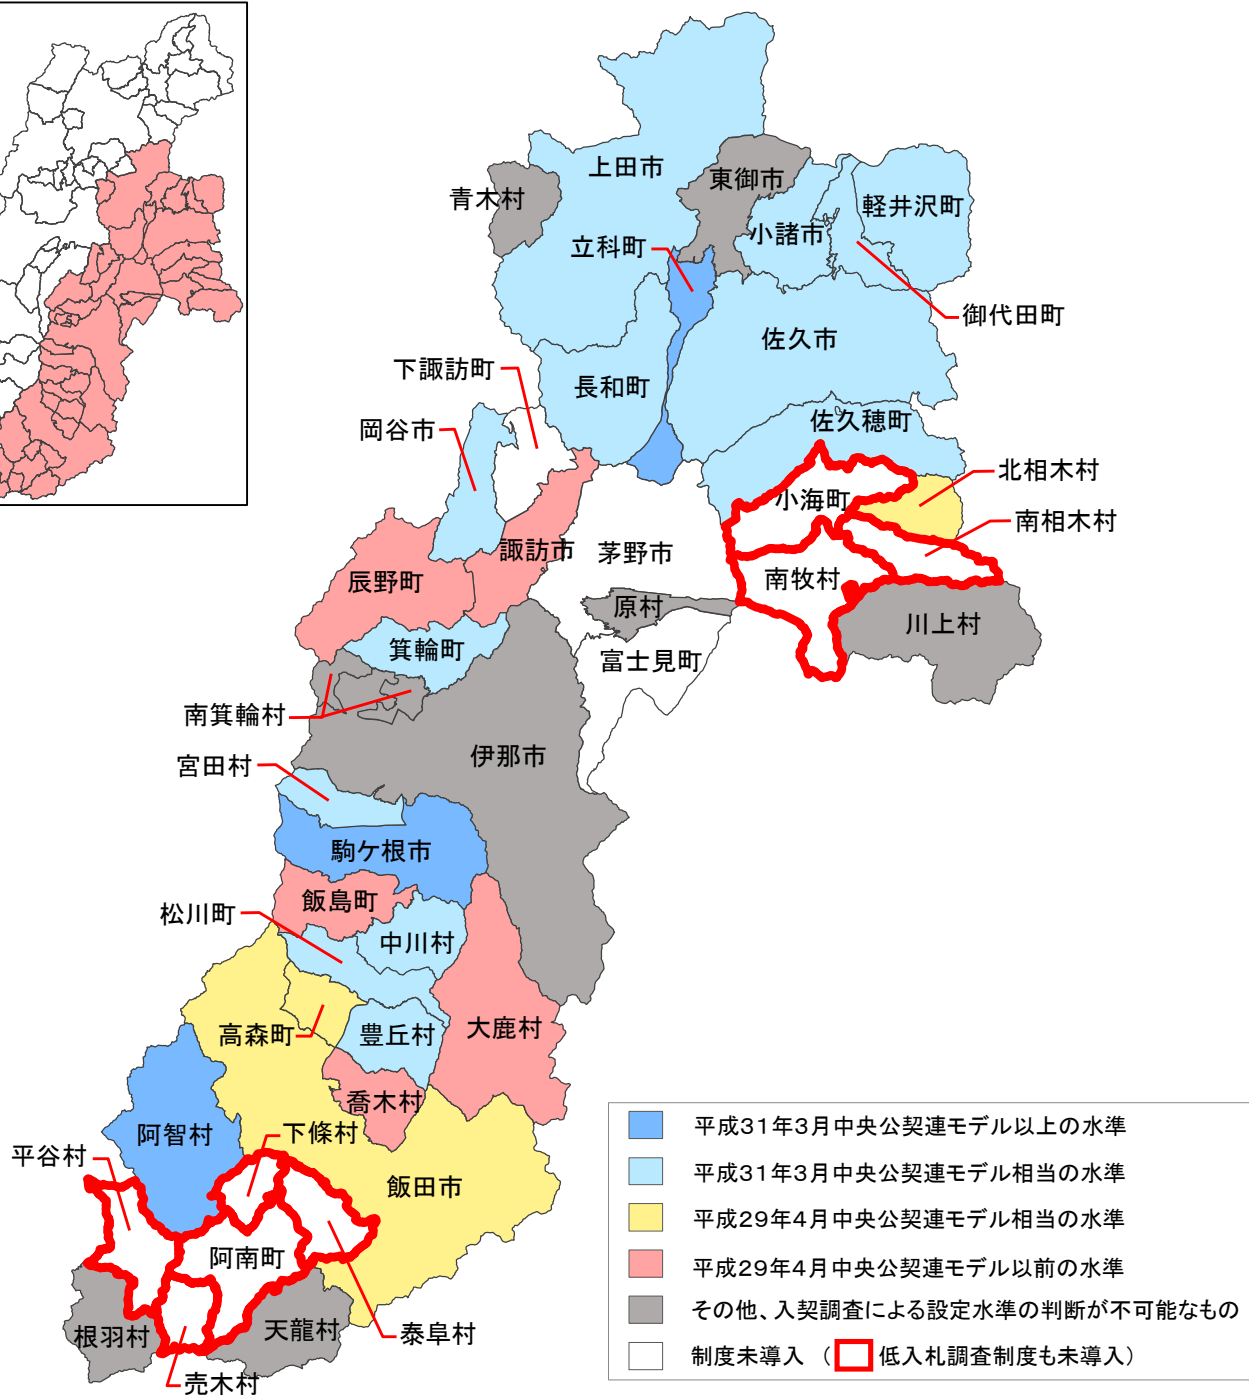 上田市
東御市
青木村
軽井沢町
小諸市
立科町
御代田町
佐久市
下諏訪町
長和町
佐久穂町
岡谷市
北相木村
小海町
南相木村
諏訪市
茅野市
辰野町
南牧村
原村
川上村
箕輪町
富士見町
南箕輪村
伊那市
宮田村
駒ケ根市
飯島町
松川町
中川村
大鹿村
高森町
豊丘村
喬木村
阿智村
下條村
平谷村
飯田市
阿南町
根羽村
天龍村
泰阜村
売木村
平成31年3月中央公契連モデル以上の水準
平成31年3月中央公契連モデル相当の水準
平成29年4月中央公契連モデル相当の水準
平成29年4月中央公契連モデル以前の水準
その他、入契調査による設定水準の判断が不可能なもの
制度未導入 （ 低入札調査制度も未導入）